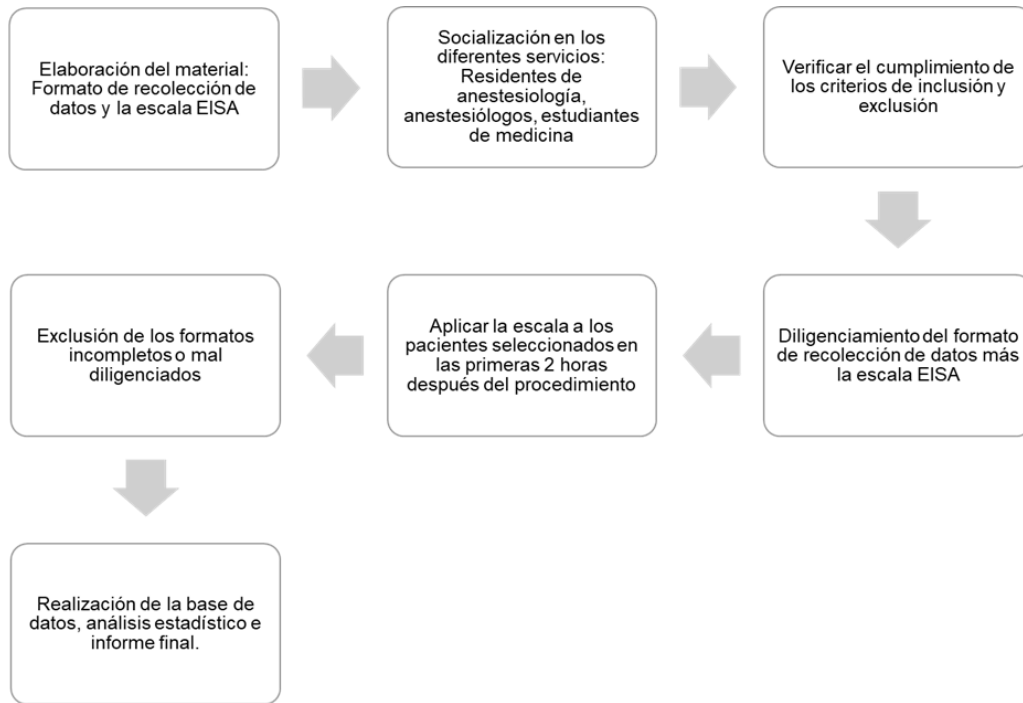 Elaboración del material:
Formato de recolección de
datos y la escala EISA
Socialización en los
diferentes servicios:
Residentes de
anestesiología,
anestesiólogos, estudiantes
de medicina
Verificar el cumplimiento de
los criterios de inclusión y
exclusión
Diligenciamiento del formato
de recolección de datos más
la escala EISA
Aplicar la escala a los
pacientes seleccionados en
las primeras 2 horas
después del procedimiento
Exclusión de los formatos
incompletos o mal
diligenciados
Realización de la base de
datos, análisis estadístico e
informe final.